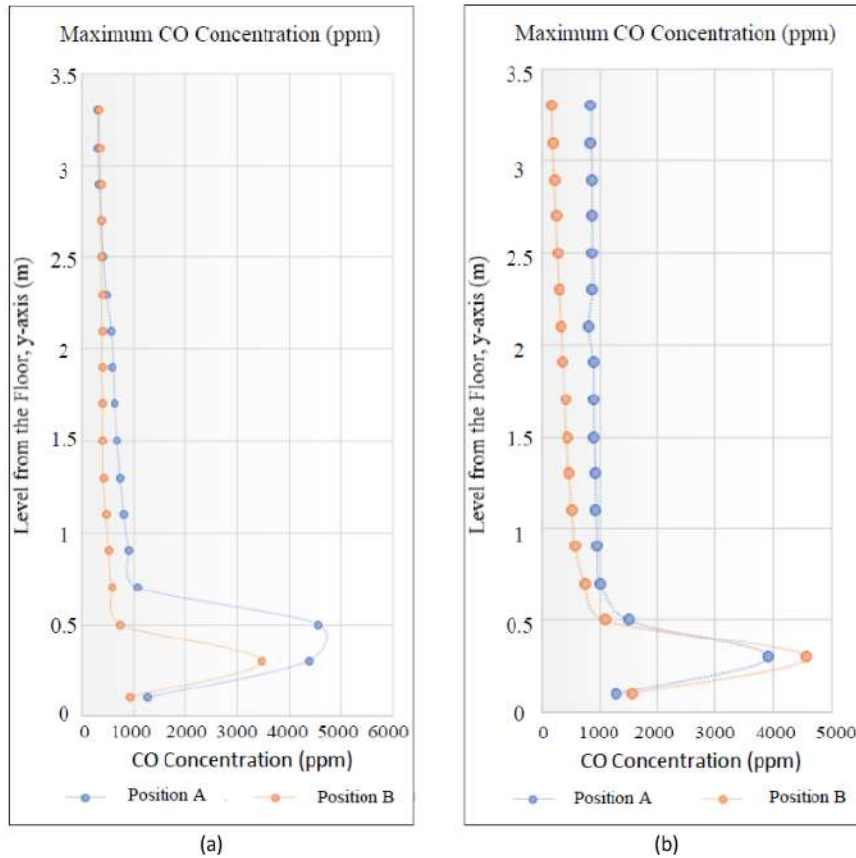 Maximum CO Concentration (ppm)
3.5
3
2.5
2
1.5
1
0.5
0
Level from the Floor, y-axis (m)
0 1000 2000 3000 4000 5000 6000
CO Concentration (ppm)
Position A Position B
(a)
Maximum CO Concentration (ppm)
3.5
3
2.5
2
1.5
1
0.5
0
Level from the Floor, y-axis (m)
0 1000 2000 3000 4000 5000
CO Concentration (ppm)
Position A Position B
(b)